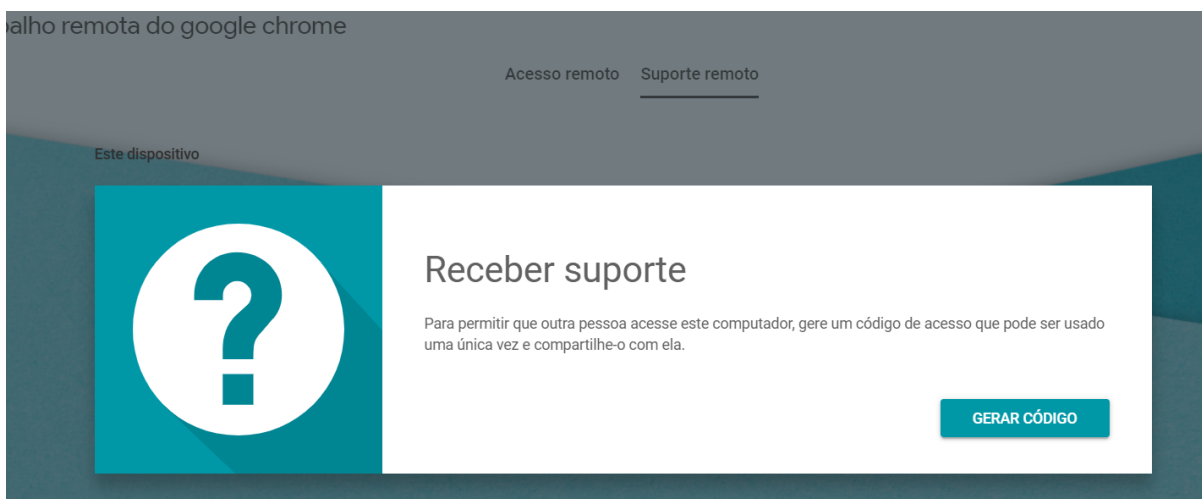 remota do google chrome
Acesso remoto Suporte remoto
Este dispositivo
Receber suporte
Para permitir que outra pessoa acesse este computador, gere um código de acesso que pode ser usado
uma única vez e compartilhe-o com ela.
GERAR CÓDIGO